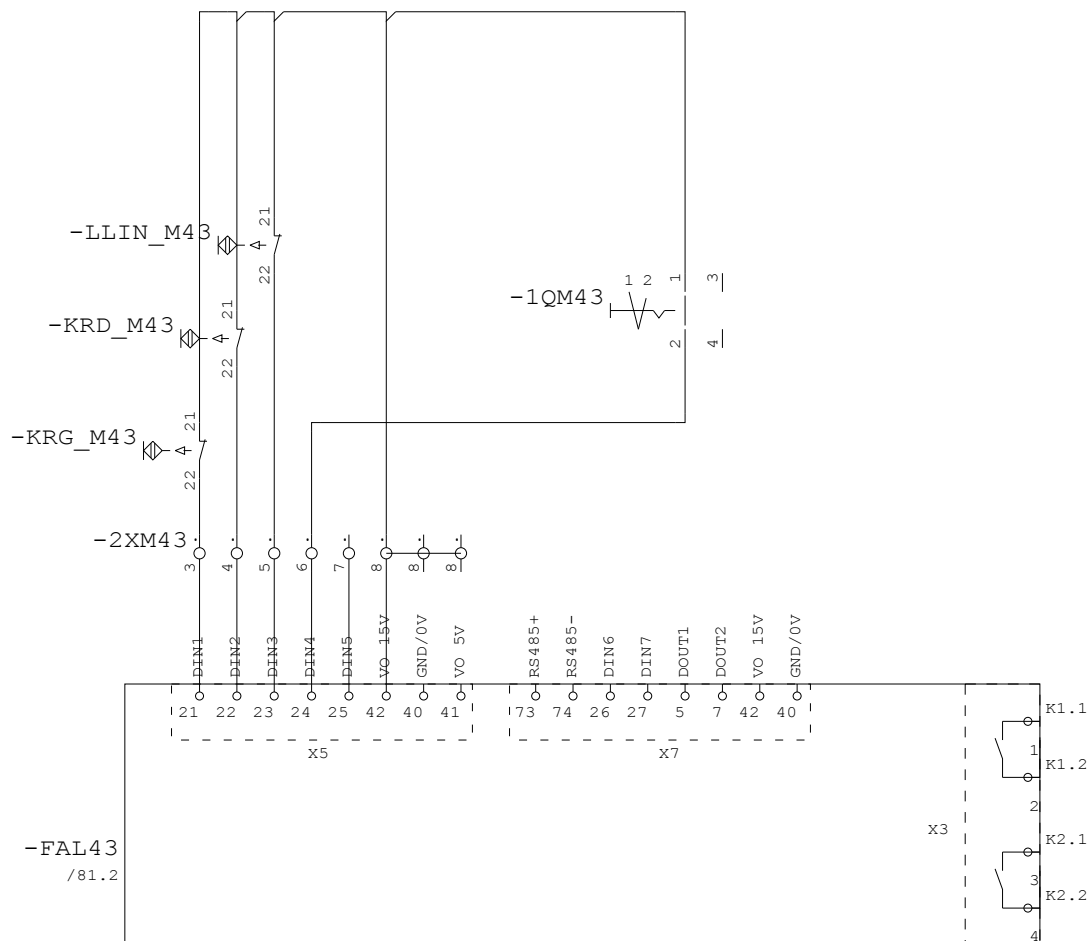 -LLIN_M43
21
22
1 2
1
3
-1QM43
2
4
-KRD_M43
21
22
-KRG_M43
21
22
-2XM43
3
4
5
6
7
8
8
8
DIN1
DIN2
DIN3
DIN4
DIN5
VO 15V
GND/0V
VO 5V
RS485+
RS485-
DIN6
DIN7
DOUT1
DOUT2
VO 15V
GND/0V
21 22 23 24 25 42 40 41
73 74 26 27 5 7 42 40
X5
X7
K1.1
1
K1.2
2
X3
K2.1
3
K2.2
4
-FAL43
/81.2